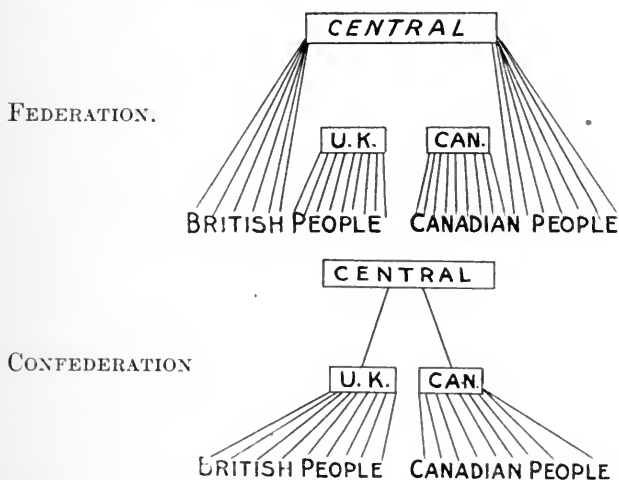 CENTRAL
FEDERATION.
U.K. CAN.
BRITISH PEOPLE CANADIAN PEOPLE
CENTRAL
CONFEDERATION
U.K. CAN.
BRITISH PEOPLE CANADIAN PEOPLE